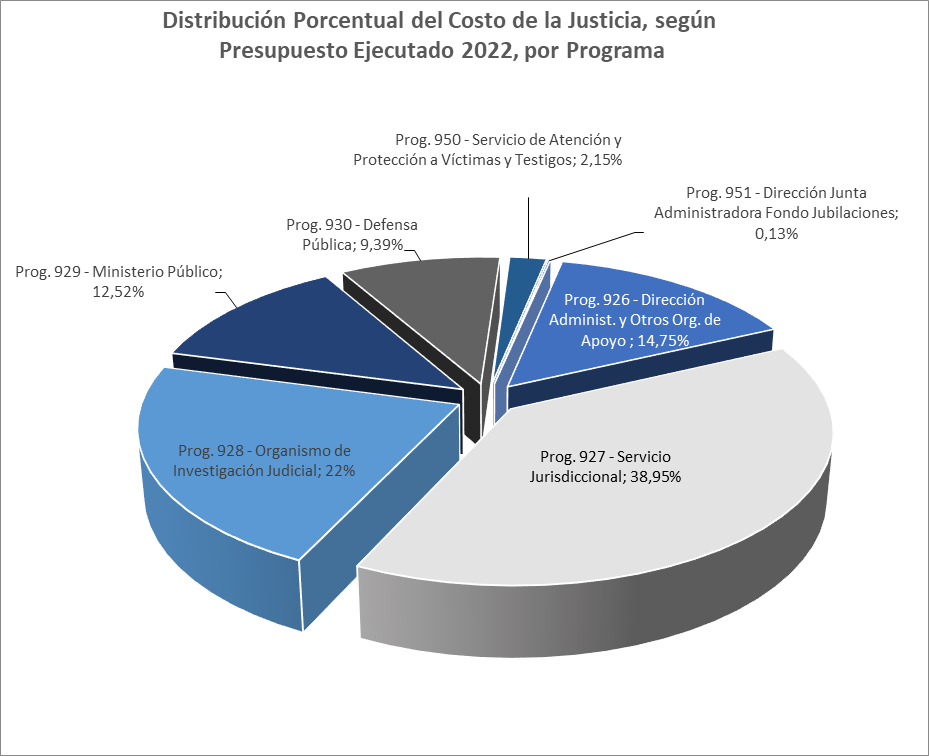 Distribución Porcentual del Costo de la Justicia, según
Presupuesto Ejecutado 2022, por Programa
Prog. 950 - Servicio de Atención y
Protección a Víctimas y Testigos; 2,15%
Prog. 951 - Dirección Junta
Administradora Fondo Jubilaciones;
0,13%
Prog. 930 - Defensa
Pública; 9,39%
Prog. 929 - Ministerio Público;
12,52%
Prog. 926 - Dirección
Administ. y Otros Org. de
Apoyo ; 14,75%
Prog. 928 - Organismo de
Investigación Judicial; 22%
Prog. 927 - Servicio
Jurisdiccional; 38,95%